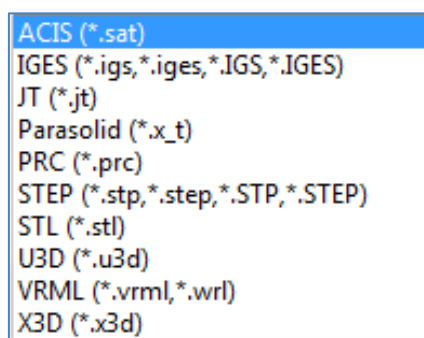 ACIS (*.sat)
IGES (*.igs,*.iges,*.IGS,*.IGES)
JT (*.jt)
Parasolid (*.x_t)
PRC (*.prc)
STEP (*.stp,*.step,*.STP,*.STEP)
STL (*.stl)
U3D (*.u3d)
VRML (*.vrml,*.wrl)
X3D (*.x3d)